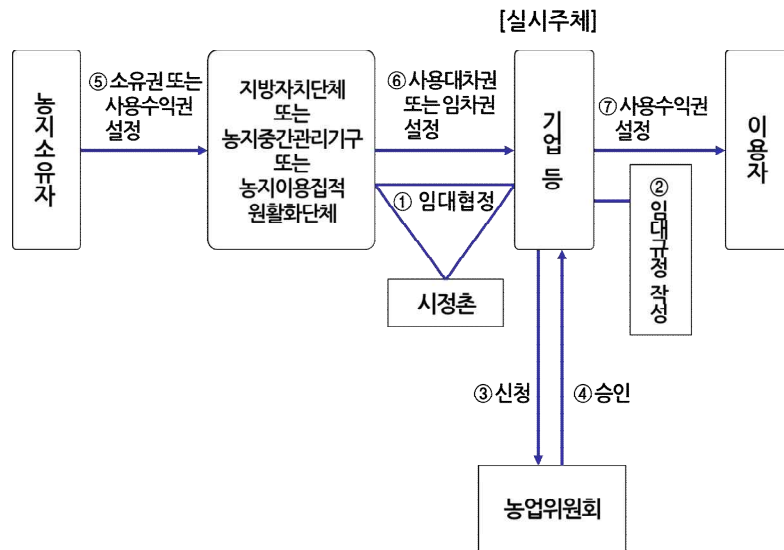 [실시주체]
농지소유자
⑤ 소유권 또는
사용수익권
설정
지방자치단체
또는
농지중간관리기구
또는
농지이용집적
원활화단체
⑥ 사용대차권
또는 임차권
설정
기업 등
⑦ 사용수익권
설정
이용자
① 임대협정
② 임대규정 작성
시정촌
③ 신청
④ 승인
농업위원회